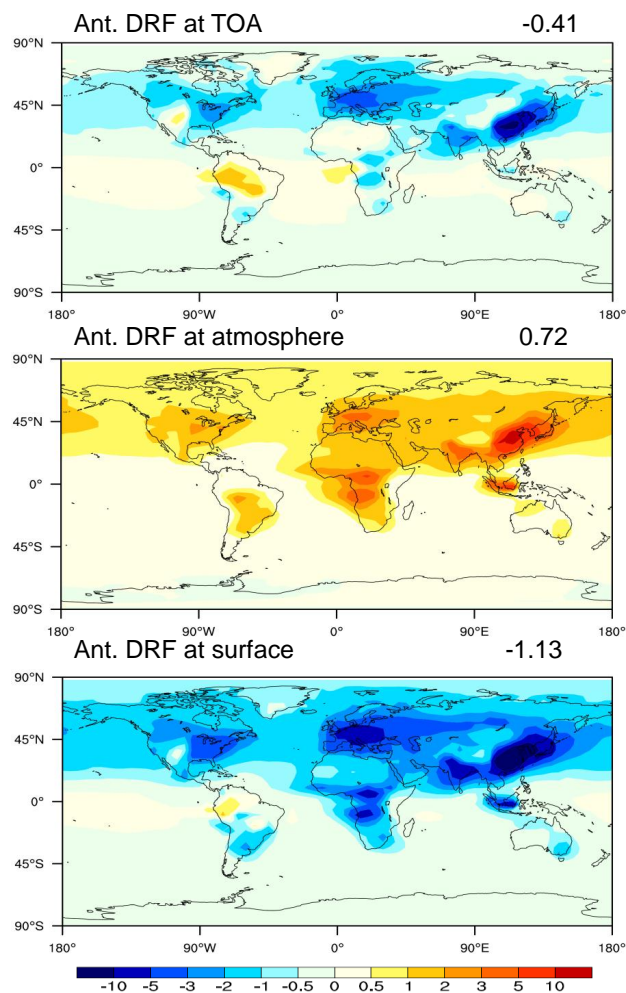 Ant. DRF at TOA -0.41
90°N
45°N
0°
45°S
90°S
180° 90°W 0° 90°E 180°
Ant. DRF at atmosphere 0.72
90°N
45°N
0°
45°S
90°S
180° 90°W 0° 90°E 180°
Ant. DRF at surface -1.13
90°N
45°N
0°
45°S
90°S
180° 90°W 0° 90°E 180°
-10 -5 -3 -2 -1 -0.5 0 0.5 1 2 3 5 10